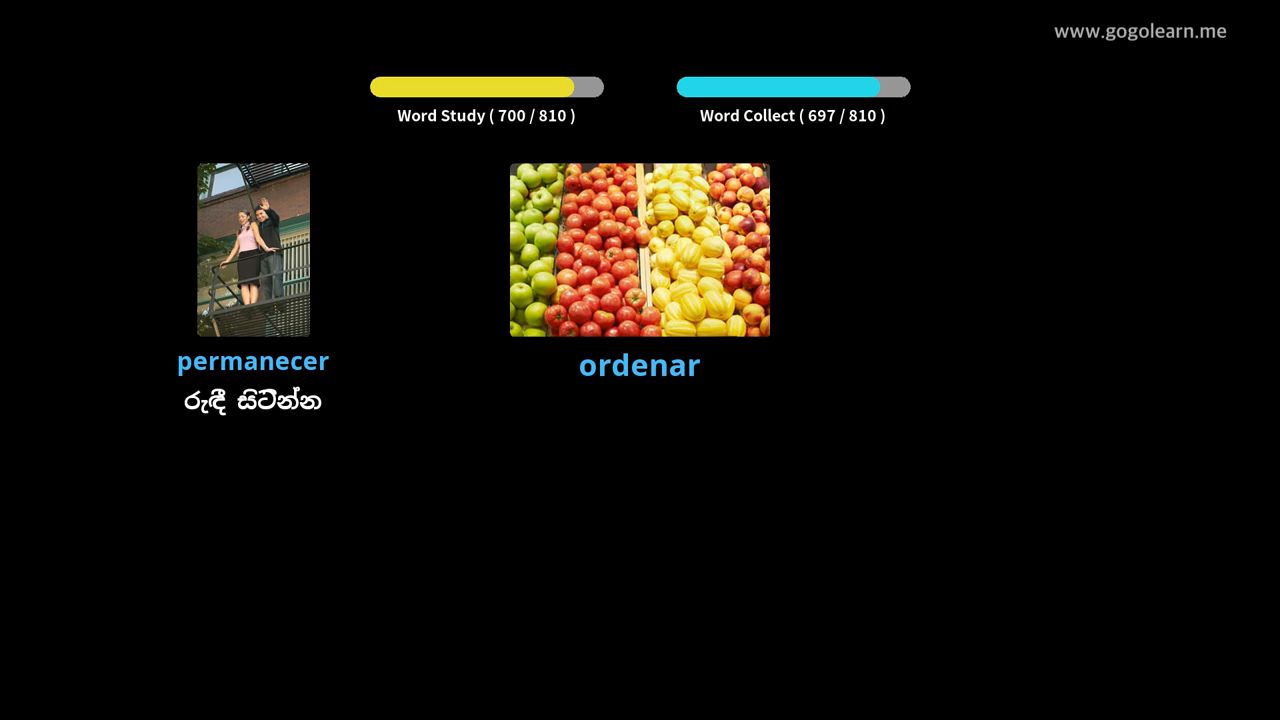 www.gogolearn.me
Word Study ( 700 / 810 )
Word Collect ( 697 / 810 )
permanecer
ordenar
රුඳී සිටින්න